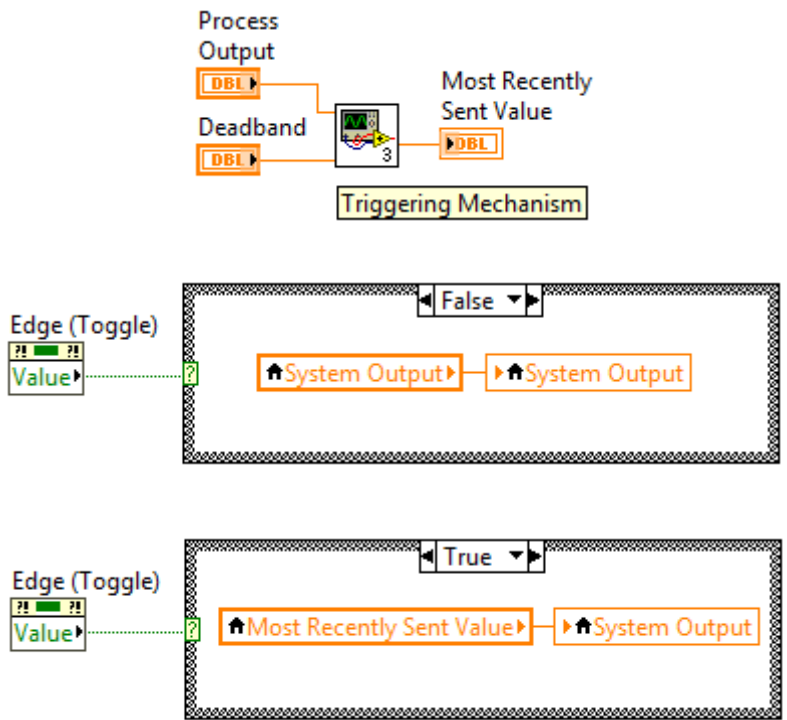 Process
Output
DBL
Most Recently
Sent Value
DBL
Deadband
DBL
3
Triggering Mechanism
False
Edge (Toggle)
?! ?!
Value
?
System Output
System Output
True
Edge (Toggle)
?! ?!
Value
?
Most Recently Sent Value
System Output